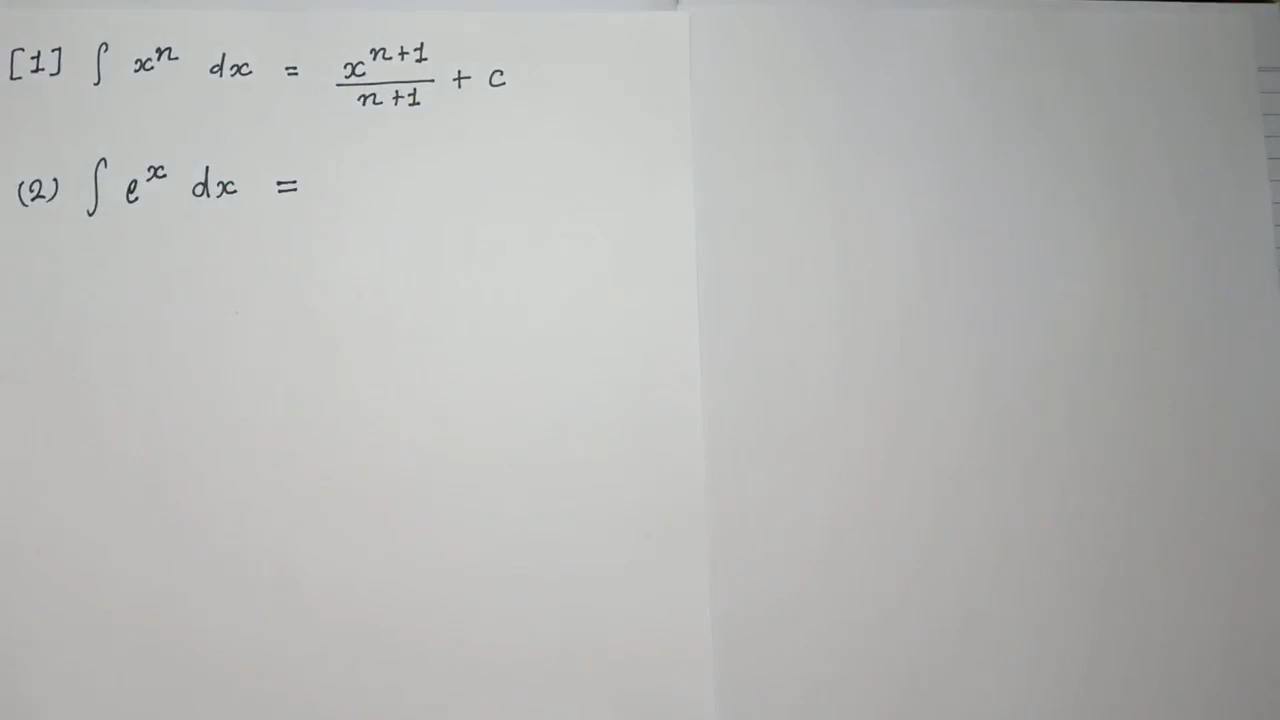 [1] ∫ xⁿ dx = xⁿ⁺¹/n+1 + c
(2) ∫ eˣ dx =